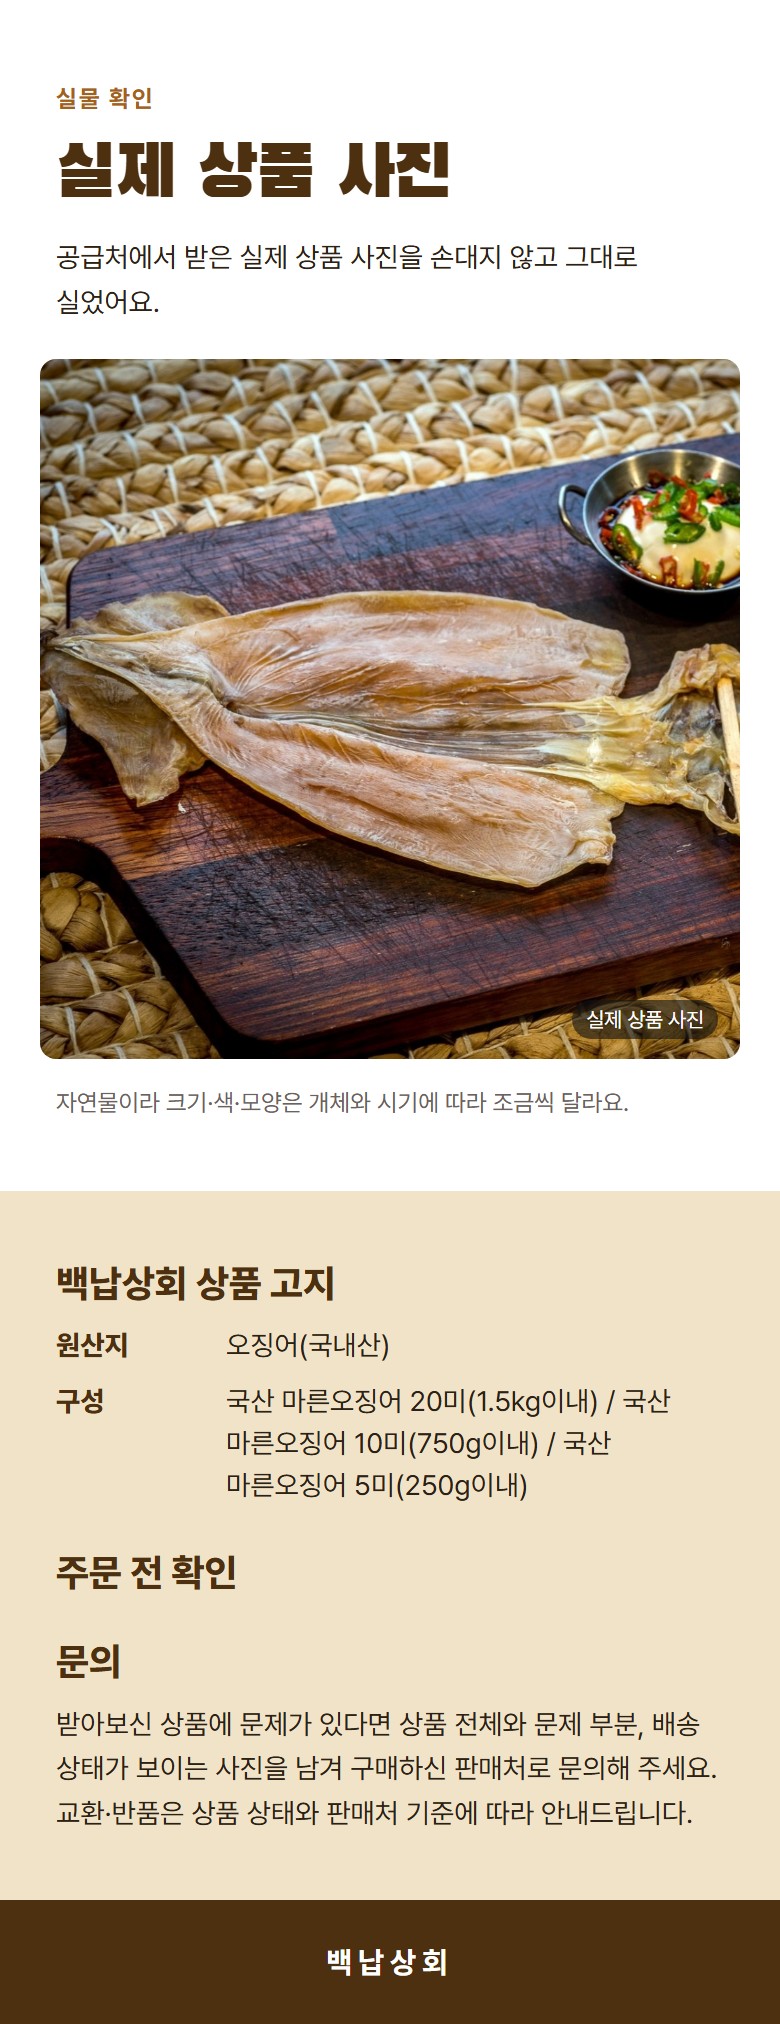 실물 확인
실제 상품 사진
공급처에서 받은 실제 상품 사진을 손대지 않고 그대로
실었어요.
실제 상품 사진
자연물이라 크기·색·모양은 개체와 시기에 따라 조금씩 달라요.
백납상회 상품 고지
원산지 오징어(국내산)
구성 국산 마른오징어 20미(1.5kg이내) / 국산
마른오징어 10미(750g이내) / 국산
마른오징어 5미(250g이내)
주문 전 확인
문의
받아보신 상품에 문제가 있다면 상품 전체와 문제 부분, 배송
상태가 보이는 사진을 남겨 구매하신 판매처로 문의해 주세요.
교환·반품은 상품 상태와 판매처 기준에 따라 안내드립니다.
백납상회